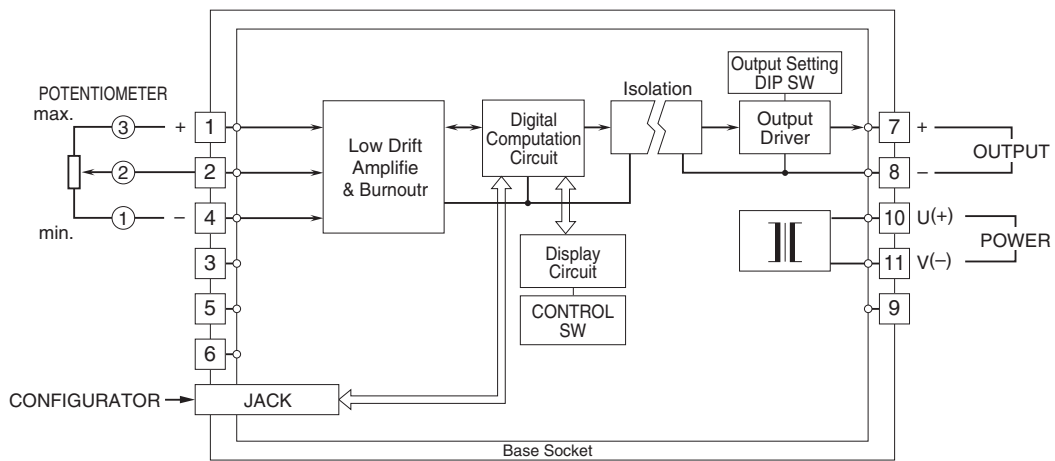 POTENTIOMETER
max.
3
+
1
2
2
1
−
4
min.
3
5
6
CONFIGURATOR
JACK
Low Drift
Amplifie
& Burnoutr
Digital
Computation
Circuit
Display
Circuit
CONTROL
SW
Isolation
Output Setting
DIP SW
Output
Driver
7
+
OUTPUT
8
−
10
U(+)
POWER
11
V(−)
9
Base Socket